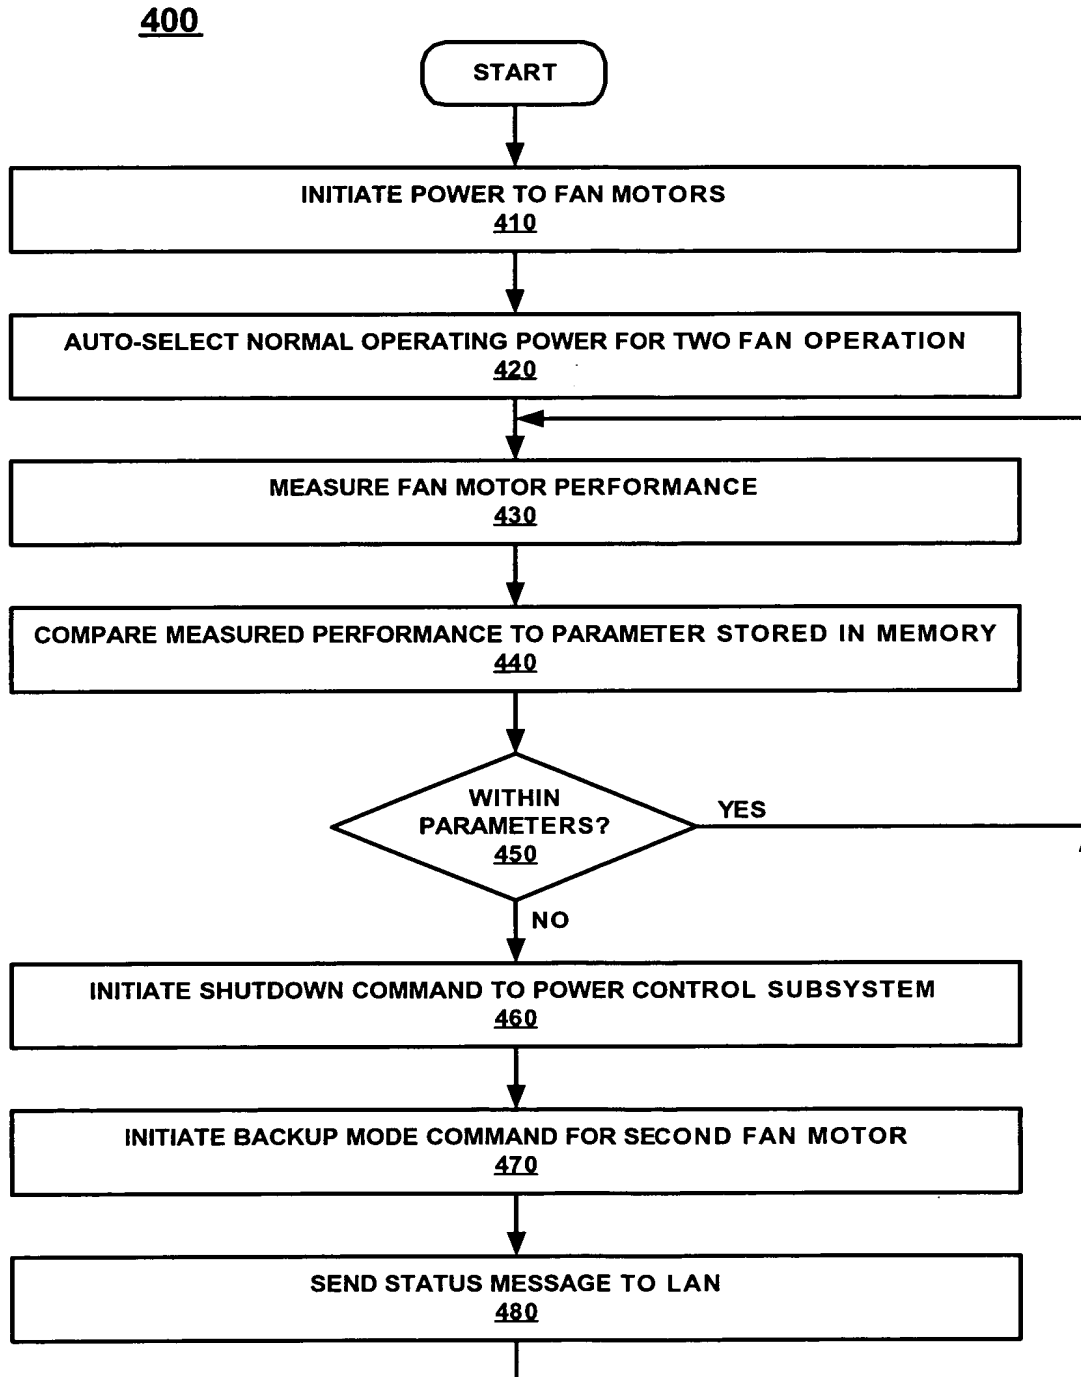 400
START
INITIATE POWER TO FAN MOTORS
410
AUTO-SELECT NORMAL OPERATING POWER FOR TWO FAN OPERATION
420
MEASURE FAN MOTOR PERFORMANCE
430
COMPARE MEASURED PERFORMANCE TO PARAMETER STORED IN MEMORY
440
WITHIN
PARAMETERS?
450
YES
NO
INITIATE SHUTDOWN COMMAND TO POWER CONTROL SUBSYSTEM
460
INITIATE BACKUP MODE COMMAND FOR SECOND FAN MOTOR
470
SEND STATUS MESSAGE TO LAN
480